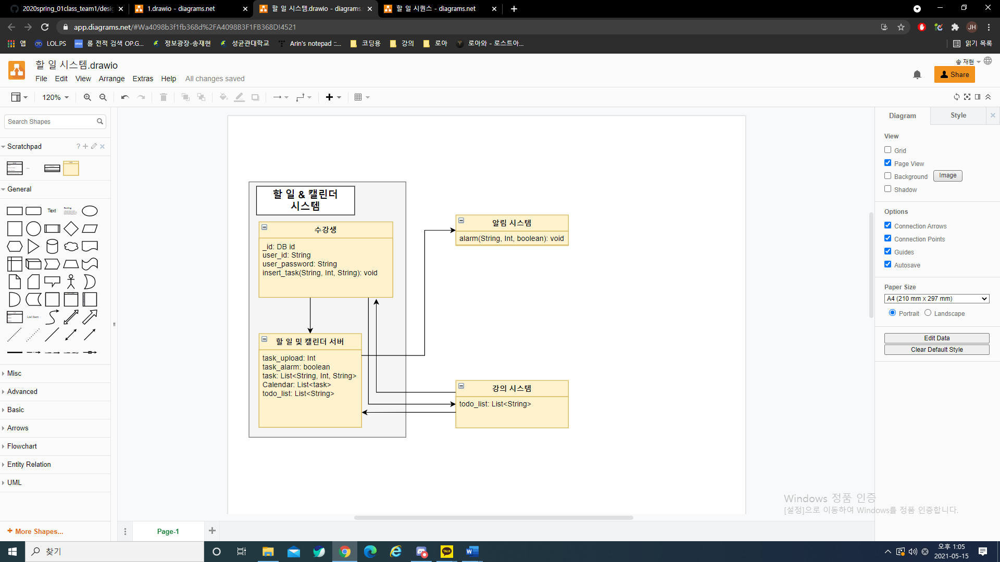 2020spring_01class_team1/desig
1.drawio - diagrams.net
할 일 시스템.drawio - diagrams.
할 일 시퀀스 - diagrams.net
app.diagrams.net/#Wa4098b3f1fb368d%2FA4098B3F1FB368D!4521
JH
앱
LOL.PS
롤 전적 검색 OP.G...
정보광장-송재현
성균관대학교
Arin's notepad ::...
코딩용
강의
로아
로아와 - 로스트아...
읽기 목록
할 일 시스템.drawio
송 재현
File Edit View Arrange Extras Help All changes saved
Share
120%
Search Shapes
Scratchpad
?
General
Text
Heading
List Item
Misc
Advanced
Basic
Arrows
Flowchart
Entity Relation
UML
More Shapes...
할 일 & 캘린더
시스템
수강생
_id: DB id
user_id: String
user_password: String
insert_task(String, Int, String): void
할 일 및 캘린더 서버
task_upload: Int
task_alarm: boolean
task: List<String, Int, String>
Calendar: List<task>
todo_list: List<String>
알림 시스템
alarm(String, Int, boolean): void
강의 시스템
todo_list: List<String>
Diagram
Style
View
Grid
Page View
Background
Image
Shadow
Options
Connection Arrows
Connection Points
Guides
Autosave
Paper Size
A4 (210 mm x 297 mm)
Portrait
Landscape
Edit Data
Clear Default Style
Windows 정품 인증
[설정]으로 이동하여 Windows를 정품 인증합니다.
Page-1
찾기
TALK
오후 1:05
2021-05-15